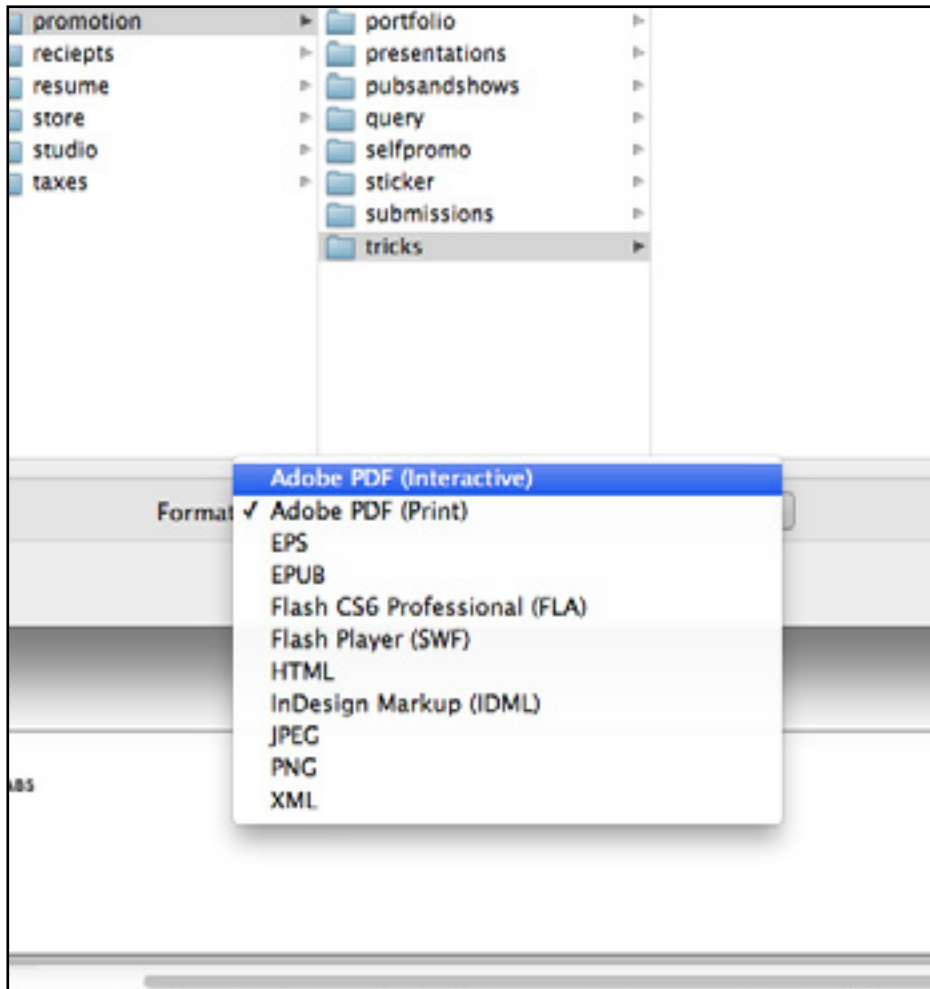 promotion
reciepts
resume
store
studio
taxes
portfolio
presentations
pubsandshows
query
selfpromo
sticker
submissions
tricks
Format
Adobe PDF (Interactive)
✓ Adobe PDF (Print)
EPS
EPUB
Flash CS6 Professional (FLA)
Flash Player (SWF)
HTML
InDesign Markup (IDML)
JPEG
PNG
XML